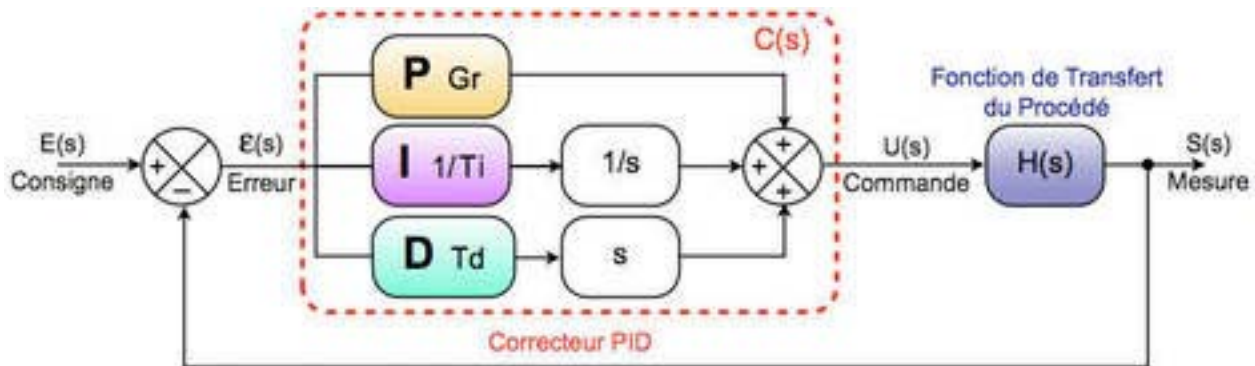 C(s)
P Gr
Fonction de Transfert
du Procédé
E(s)
Consigne
+
−
ε(s)
Erreur
I 1/Ti
1/s
+
+
+
U(s)
Commande
H(s)
S(s)
Mesure
D Td
s
Correcteur PID